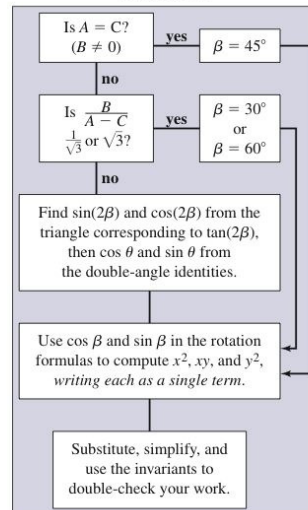 Is A = C?
(B ≠ 0)
yes
β = 45°
no
Is B/(A − C)
1/√3 or √3?
yes
β = 30°
or
β = 60°
no
Find sin(2β) and cos(2β) from the
triangle corresponding to tan(2β),
then cos θ and sin θ from
the double-angle identities.
Use cos β and sin β in the rotation
formulas to compute x², xy, and y²,
writing each as a single term.
Substitute, simplify, and
use the invariants to
double-check your work.